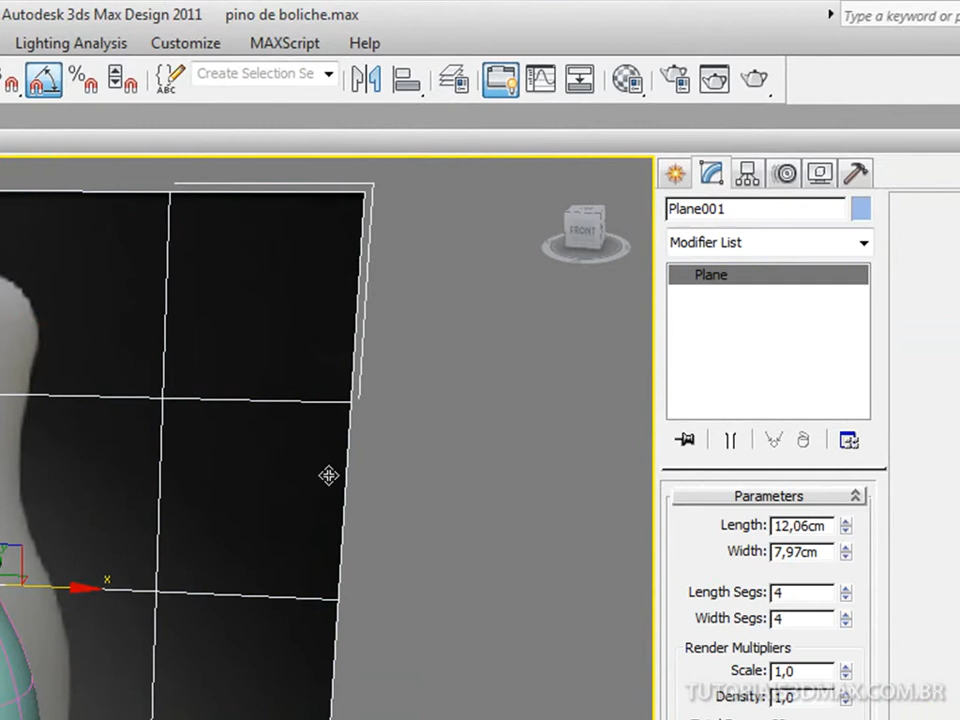 Autodesk 3ds Max Design 2011 pino de boliche.max Type a keyword or p
Lighting Analysis Customize MAXScript Help
% ABC Create Selection Se
FRONT
Plane001
Modifier List
Plane
x
y
Parameters
Length: 12,06cm
Width: 7,97cm
Length Segs: 4
Width Segs: 4
Render Multipliers
Scale: 1,0
Density: 1,0
TUTORIAIS3DMAX.COM.BR